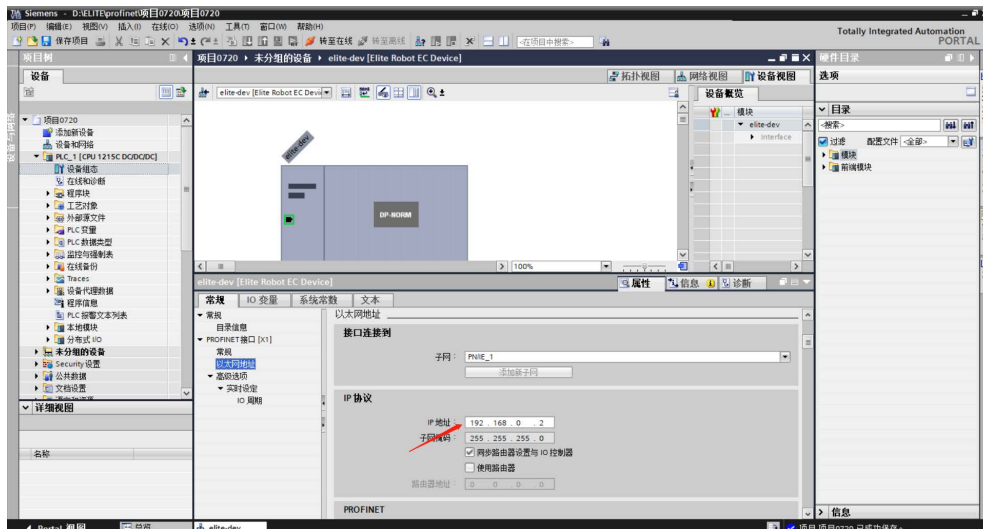 Siemens - D:\ELITE\profinet\项目0720\项目0720
项目(P) 编辑(E) 视图(V) 插入(I) 在线(O) 选项(N) 工具(T) 窗口(W) 帮助(H)
保存项目 转至在线 转至离线 <在项目中搜索>
Totally Integrated Automation
PORTAL
项目树
项目0720 ▸ 未分组的设备 ▸ elite-dev [Elite Robot EC Device]
硬件目录
设备
拓扑视图 网络视图 设备视图
选项
elite-dev [Elite Robot EC Devi
设备概览
模块
elite-dev
Interface
目录
<搜索>
过滤 配置文件 <全部>
模块
前端模块
项目0720
添加新设备
设备和网络
PLC_1 [CPU 1215C DC/DC/DC]
设备组态
在线和诊断
程序块
工艺对象
外部源文件
PLC 变量
PLC 数据类型
监控与强制表
在线备份
Traces
设备代理数据
程序信息
PLC 报警文本列表
本地模块
分布式 I/O
未分组的设备
Security 设置
公共数据
文档设置
详细视图
名称
elite-dev
DP-NORM
100%
elite-dev [Elite Robot EC Device]
属性 信息 诊断
常规 IO 变量 系统常数 文本
常规
目录信息
PROFINET 接口 [X1]
常规
以太网地址
高级选项
实时设定
IO 周期
以太网地址
接口连接到
子网： PN/IE_1
添加新子网
IP 协议
IP 地址： 192 . 168 . 0 . 2
子网掩码： 255 . 255 . 255 . 0
同步路由器设置与 IO 控制器
使用路由器
路由器地址： 0 . 0 . 0 . 0
PROFINET
信息
Portal 视图 总览 elite-dev
项目 项目0720 已成功保存。